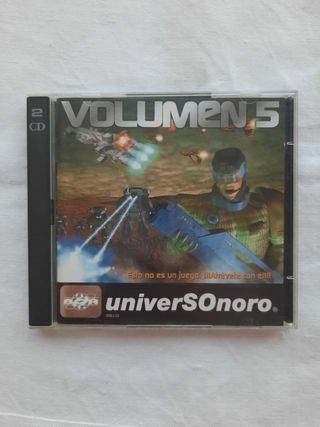 2
CD
VOLUMEN 5
Esto no es un juego. ¡¡¡Atrévete con él!!!
univerSOnoro®